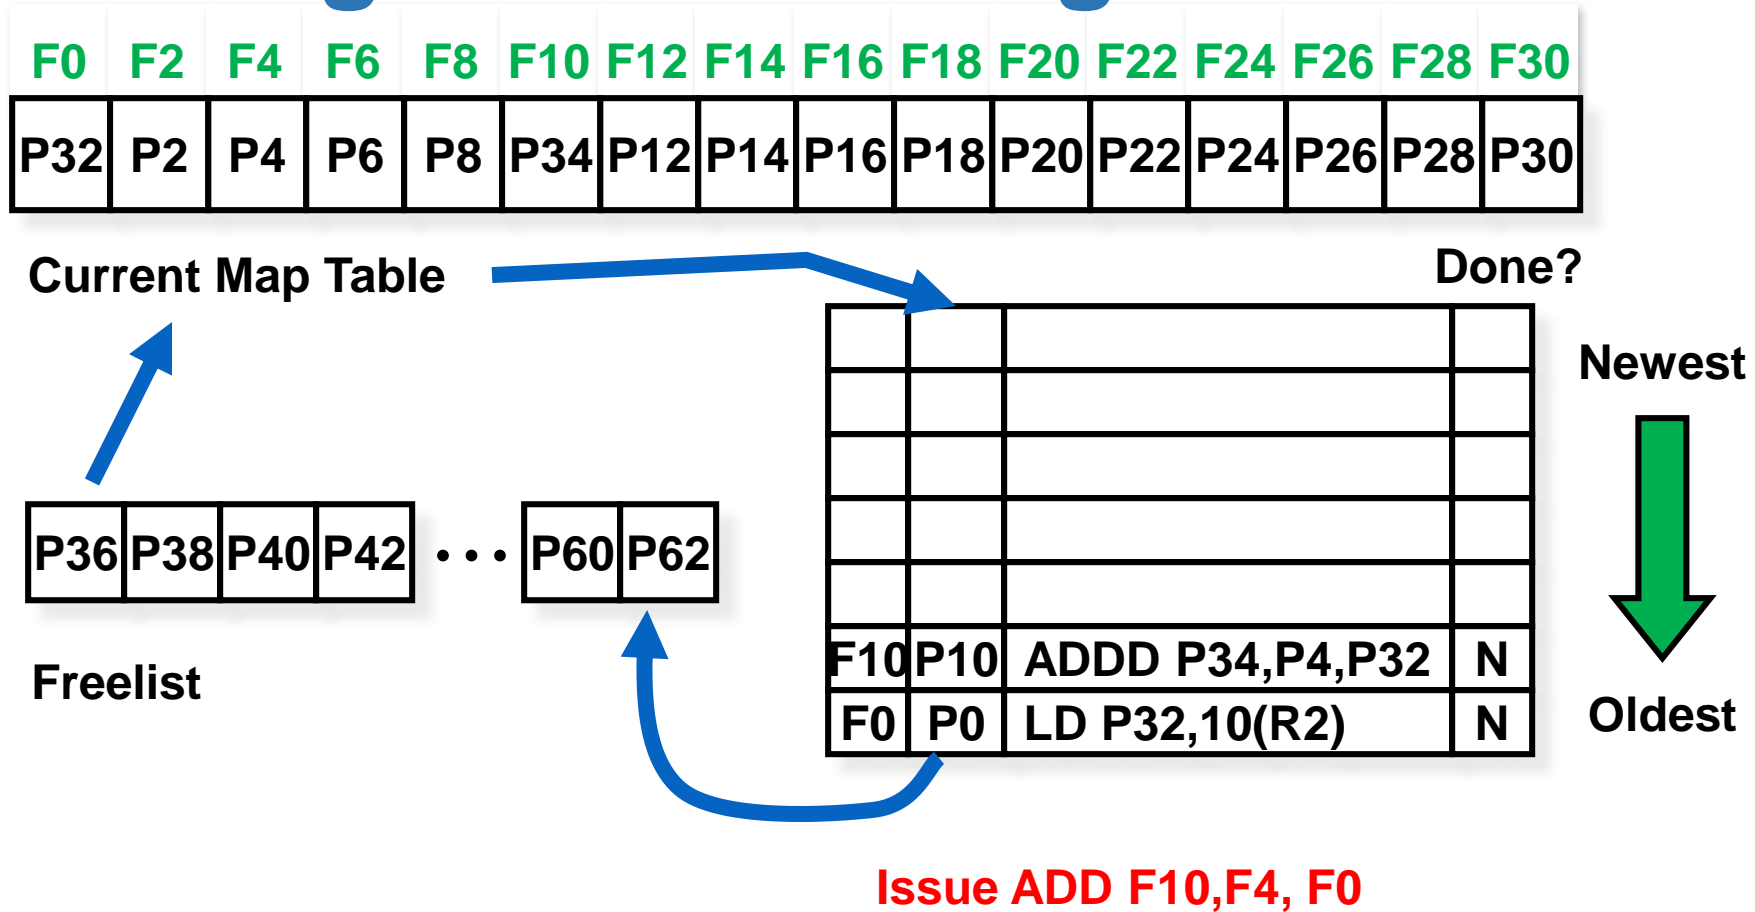 F0 F2 F4 F6 F8 F10 F12 F14 F16 F18 F20 F22 F24 F26 F28 F30
P32 P2 P4 P6 P8 P34 P12 P14 P16 P18 P20 P22 P24 P26 P28 P30
Current Map Table
Done?
Newest
P36 P38 P40 P42 ... P60 P62
Freelist
F10 P10 ADDD P34,P4,P32 N
F0 P0 LD P32,10(R2) N
Oldest
Issue ADD F10,F4, F0